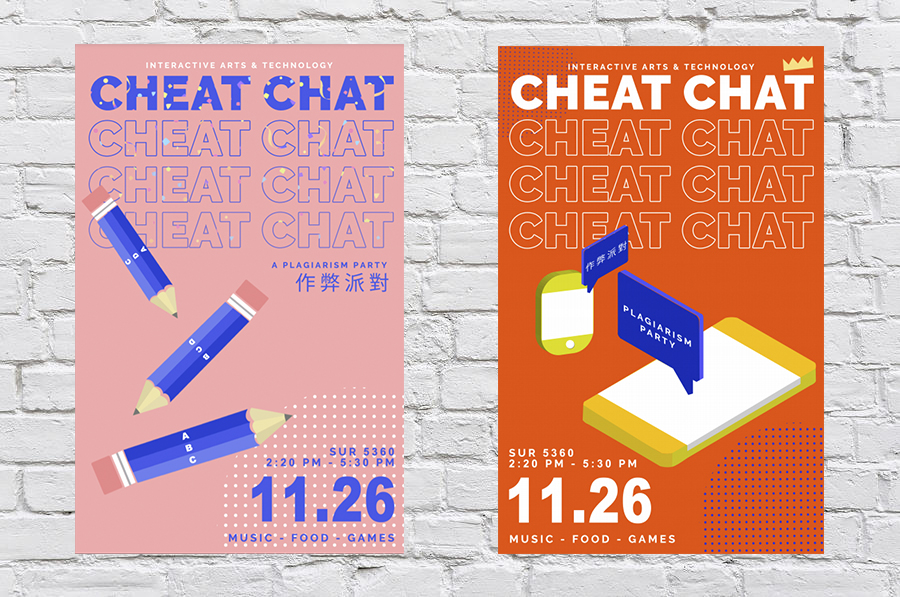 INTERACTIVE ARTS & TECHNOLOGY
CHEAT CHAT
CHEAT CHAT
CHEAT CHAT
CHEAT CHAT
A PLAGIARISM PARTY
作弊派對
ABC
BCD
ABC
SUR 5360
2:20 PM - 5:30 PM
11.26
MUSIC - FOOD - GAMES
INTERACTIVE ARTS & TECHNOLOGY
CHEAT CHAT
CHEAT CHAT
CHEAT CHAT
CHEAT CHAT
作弊派對
PLAGIARISM
PARTY
SUR 5360
2:20 PM - 5:30 PM
11.26
MUSIC - FOOD - GAMES